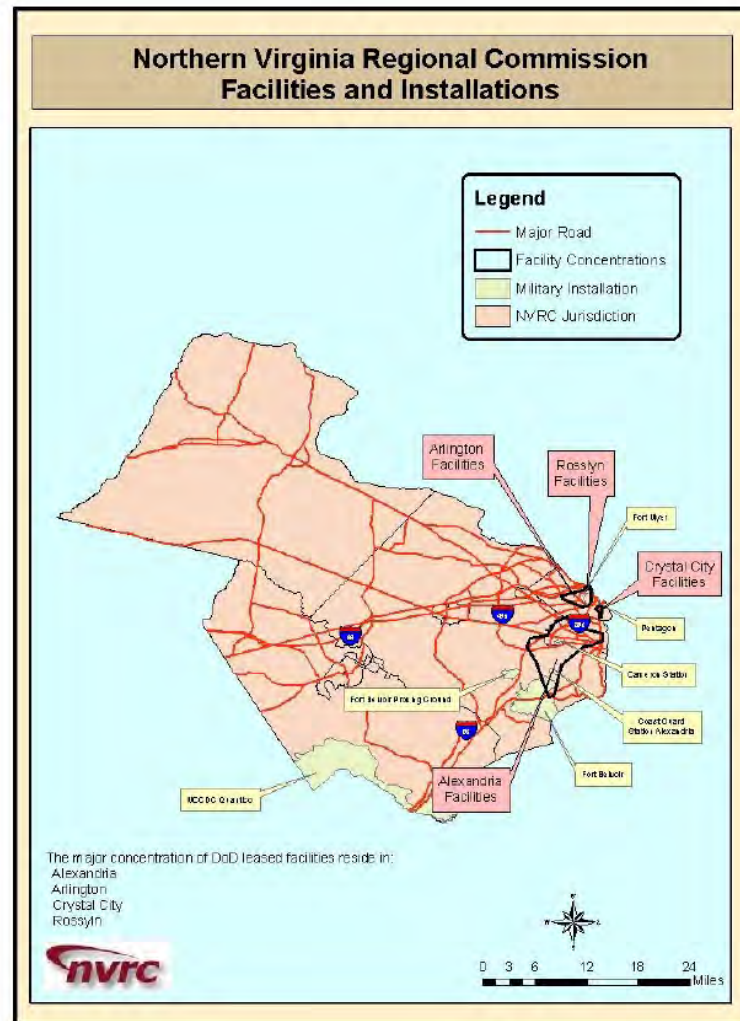 Northern Virginia Regional Commission
Facilities and Installations
Legend
Major Road
Facility Concentrations
Military Installation
NVRC Jurisdiction
Arlington
Facilities
Rosslyn
Facilities
Fort Myer
Crystal City
Facilities
Pentagon
Cameron Station
Fort Belvoir Proving Ground
Coast Guard
Station Alexandria
Fort Belvoir
Alexandria
Facilities
MCCDC Quantico
The major concentration of DoD leased facilities reside in:
Alexandria
Arlington
Crystal City
Rossyln
nvrc
0 3 6 12 18 24
Miles